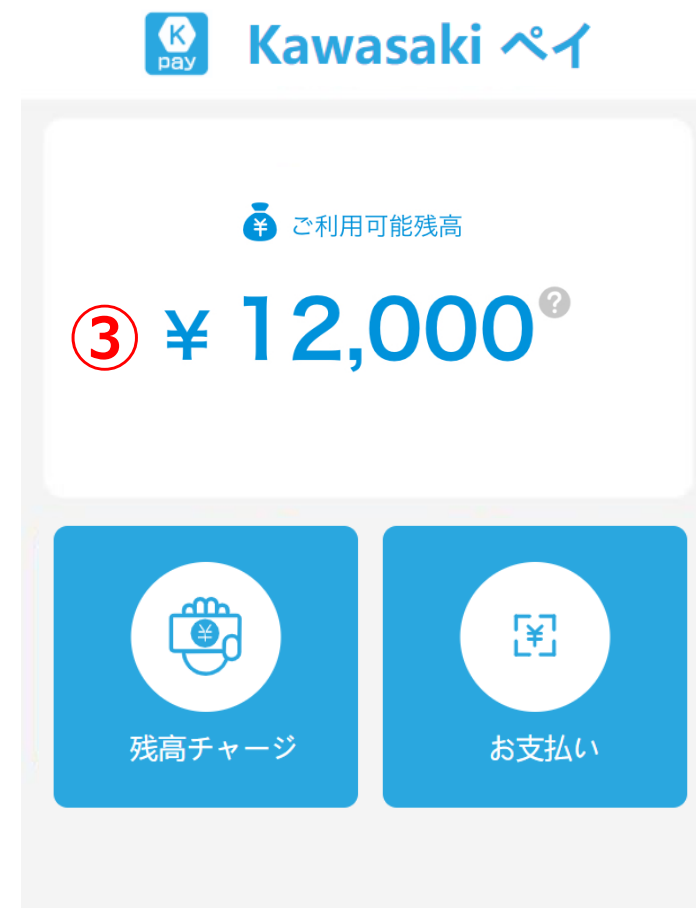 K
pay
Kawasaki ペイ
¥
ご利用可能残高
③ ¥ 12,000 ?
¥
残高チャージ
¥
お支払い